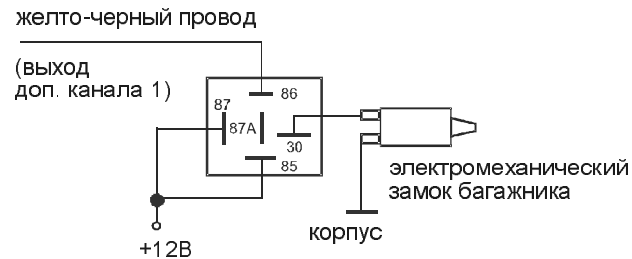 желто-черный провод
(выход
доп. канала 1)
86
87
87A
30
85
электромеханический
замок багажника
корпус
+12В